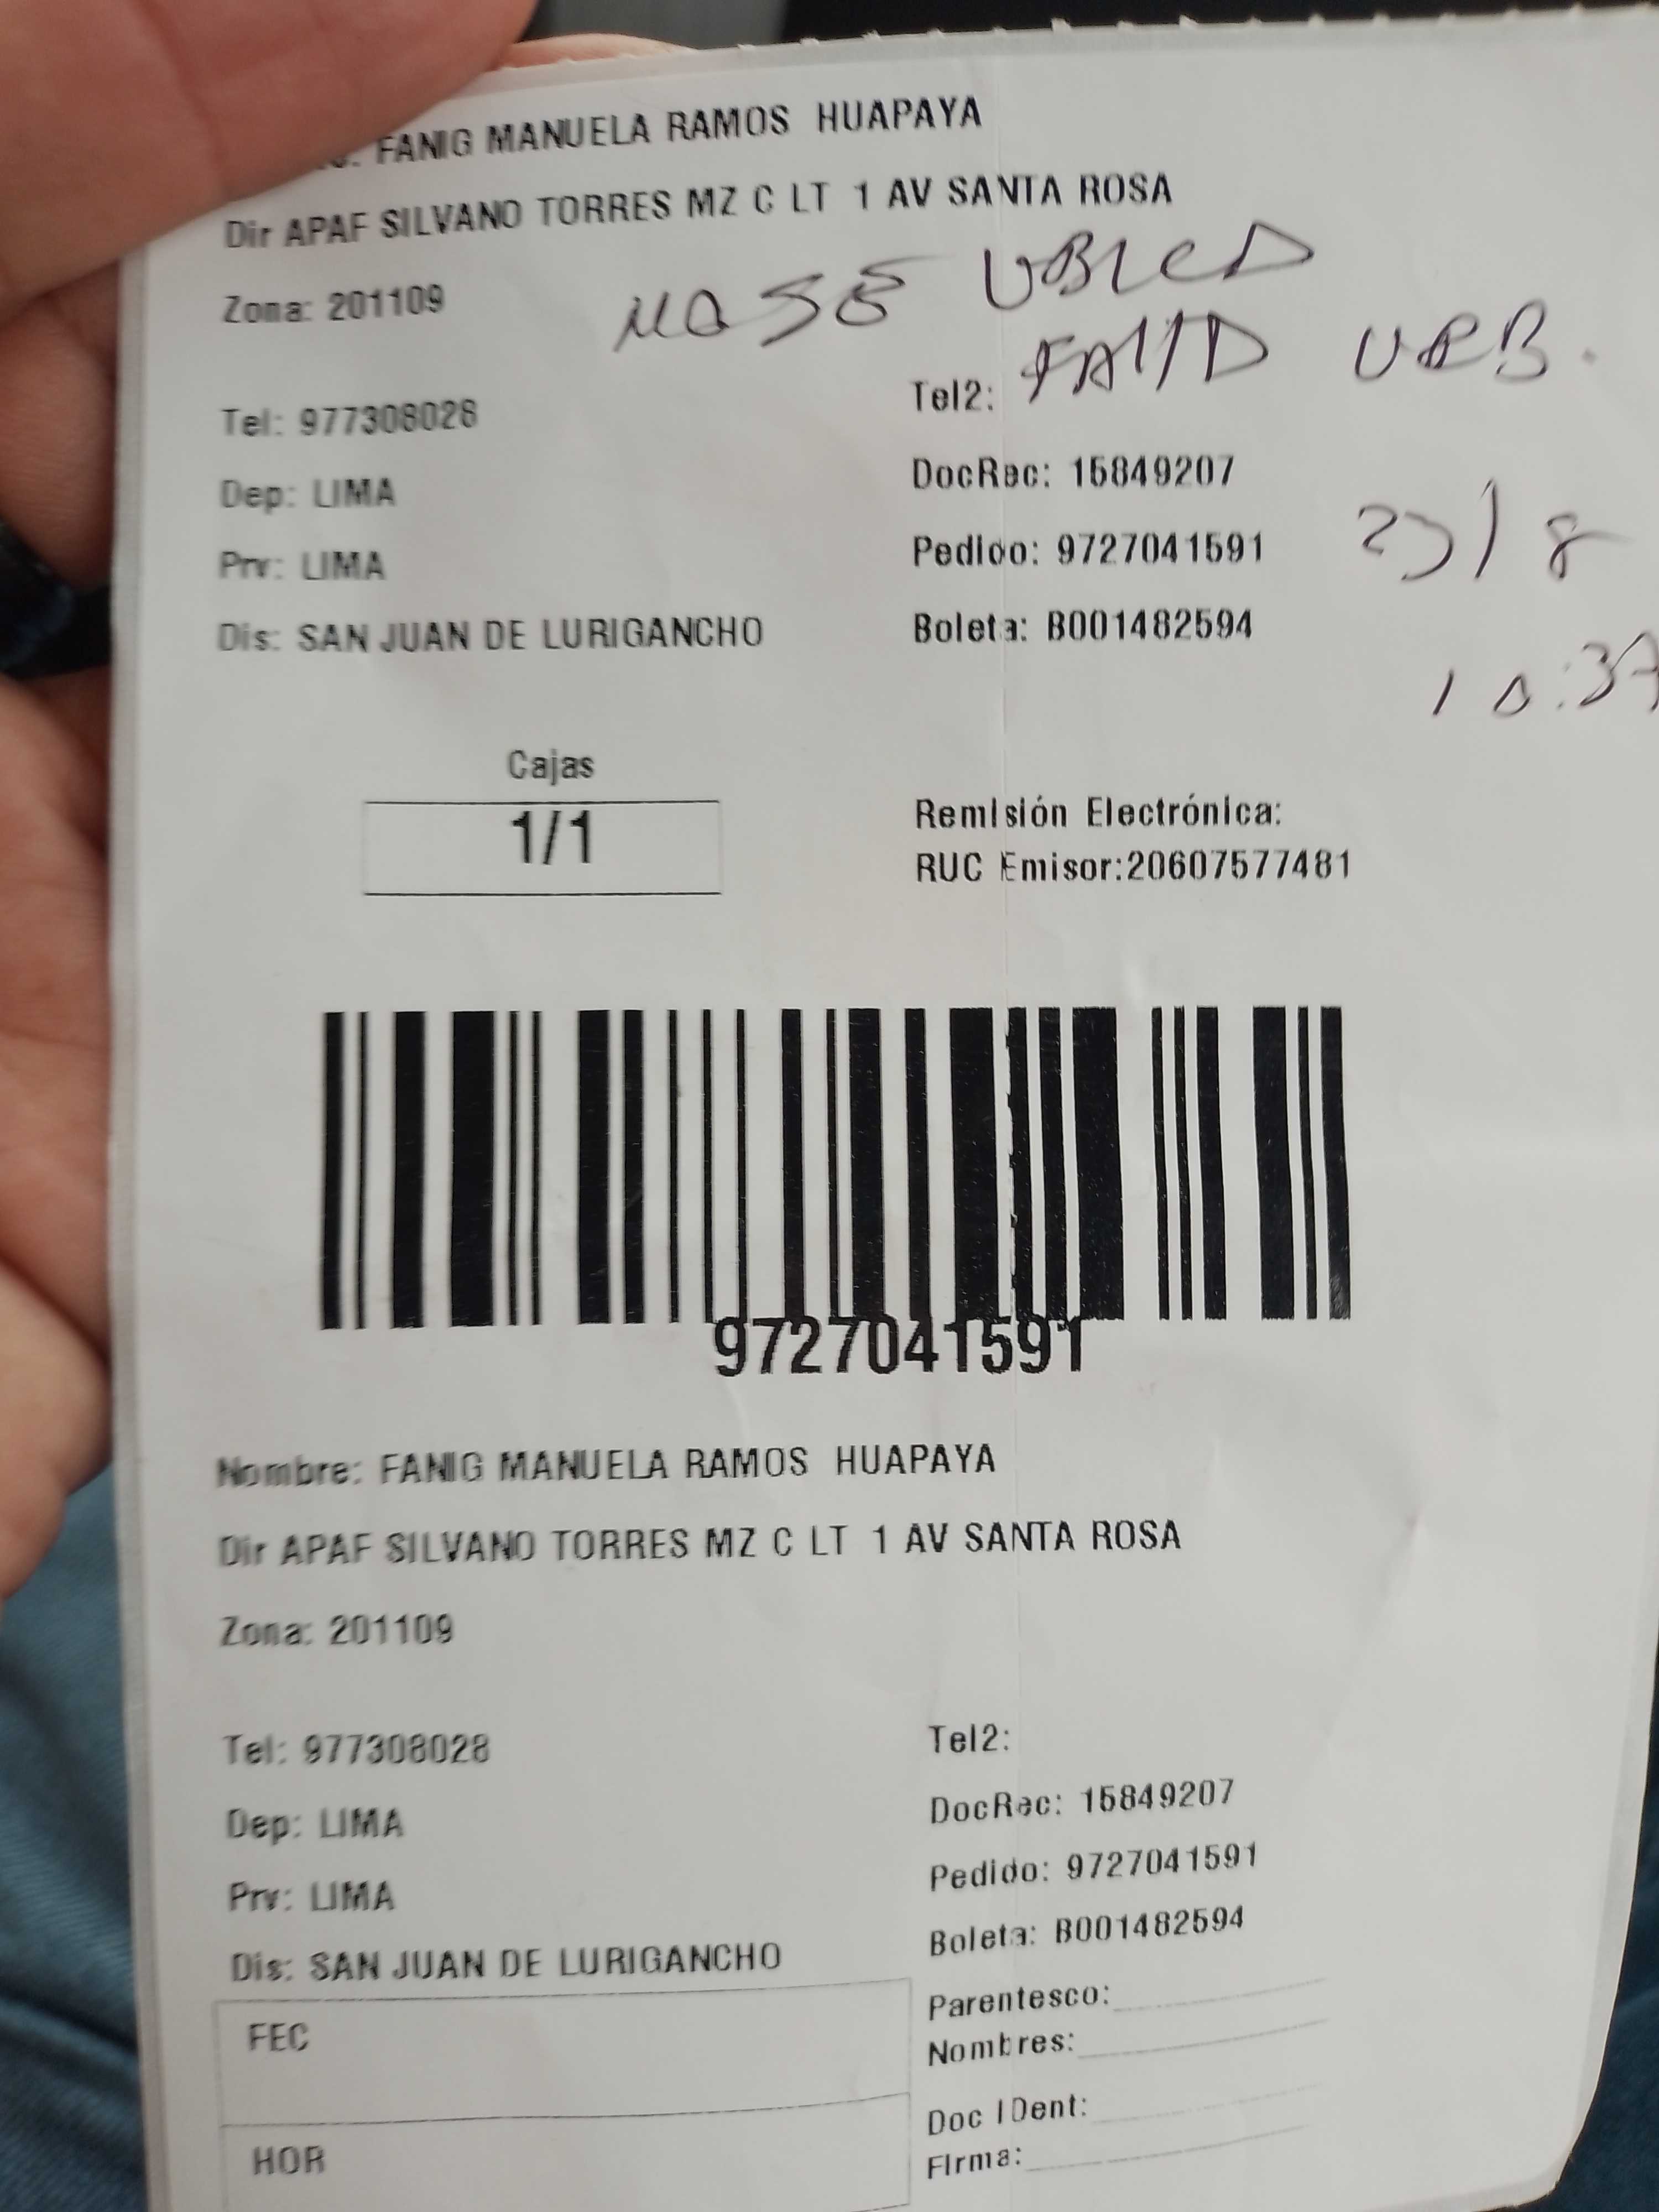 FANIG MANUELA RAMOS HUAPAYA
Dir APAF SILVANO TORRES MZ C LT 1 AV SANTA ROSA
Zona: 201109
NO SE UBICA
Tel: 977308028
Tel2:
URB.
Dep: LIMA
DocRec: 15849207
Prv: LIMA
Pedido: 9727041591
23/8
Dis: SAN JUAN DE LURIGANCHO
Boleta: B001482594
10:37
Cajas
1/1
Remisión Electrónica:
RUC Emisor:20607577481
9727041591
Nombre: FANIG MANUELA RAMOS HUAPAYA
Dir APAF SILVANO TORRES MZ C LT 1 AV SANTA ROSA
Zona: 201109
Tel: 977308028
Tel2:
Dep: LIMA
DocRec: 15849207
Prv: LIMA
Pedido: 9727041591
Dis: SAN JUAN DE LURIGANCHO
Boleta: B001482594
Parentesco:
FEC
Nombres:
Doc IDent:
HOR
Firma: